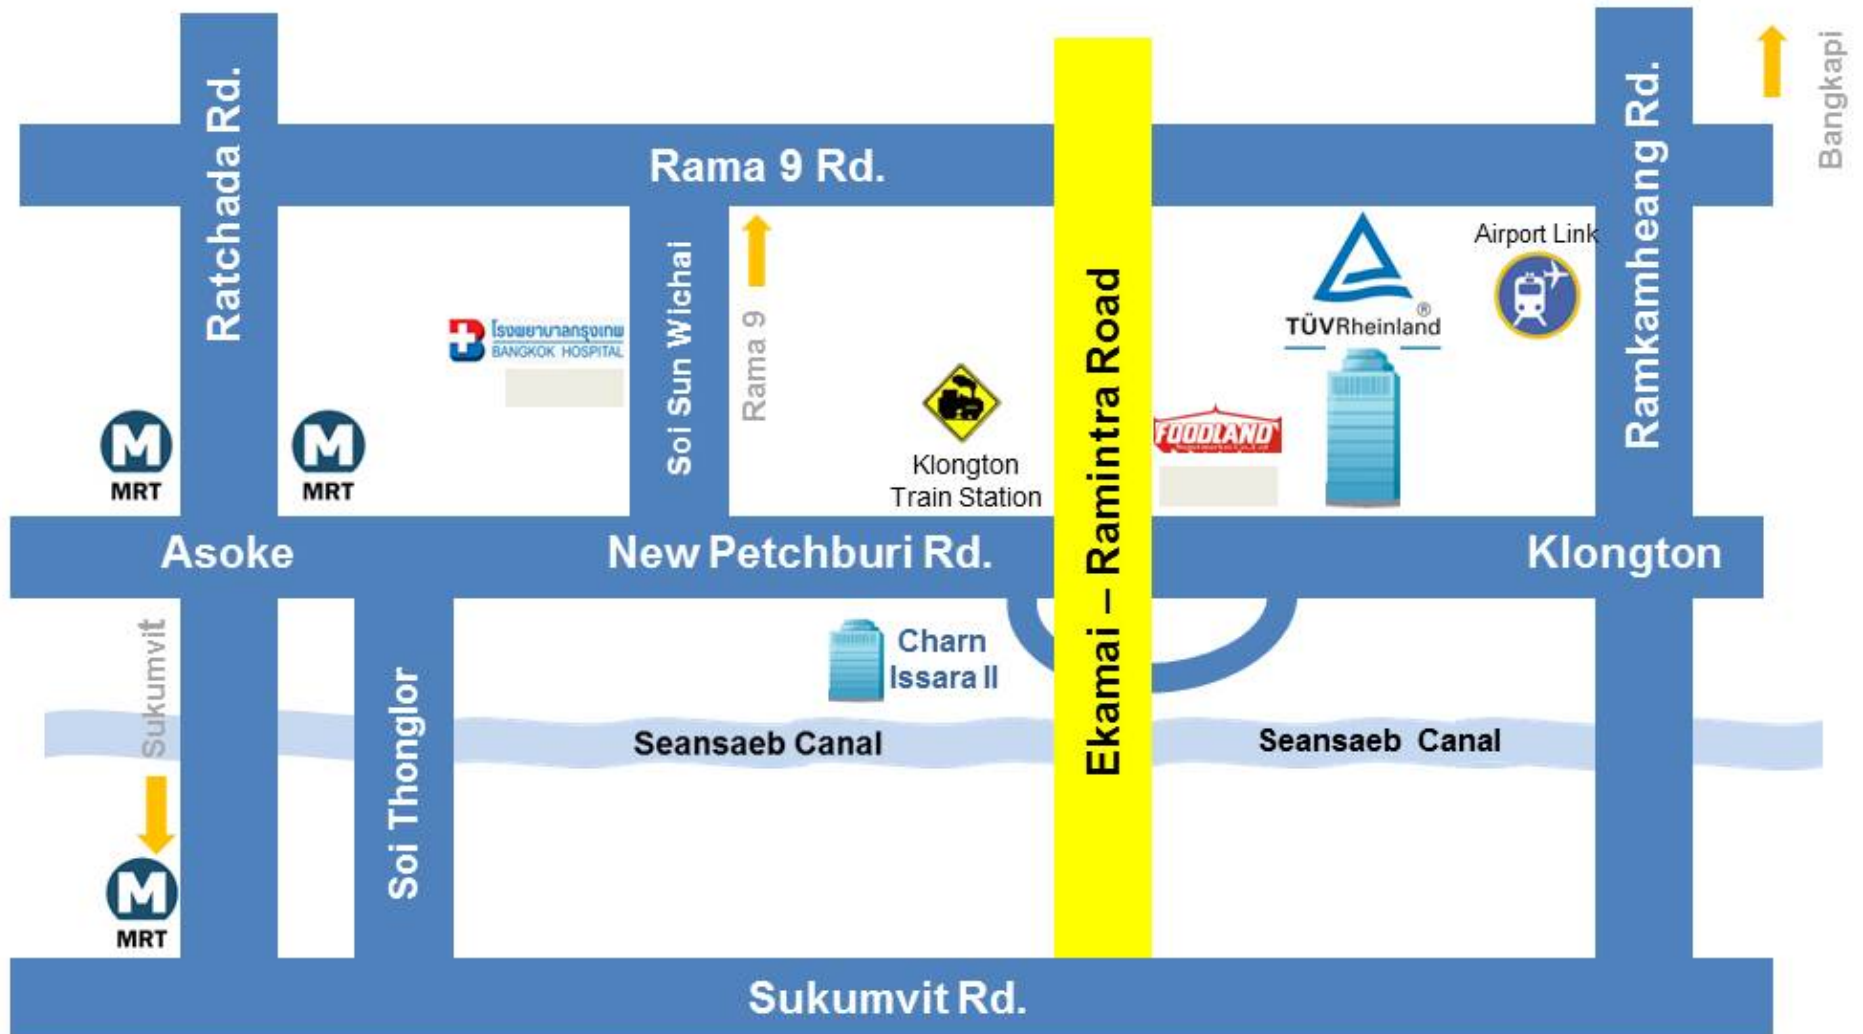 Ratchada Rd.
Rama 9 Rd.
Ramkamheang Rd.
Bangkapi
Soi Sun Wichai
Rama 9
Ekamai – Ramintra Road
Airport Link
TÜVRheinland
®
โรงพยาบาลกรุงเทพ
BANGKOK HOSPITAL
FOODLAND
M
MRT
M
MRT
Klongton
Train Station
Asoke
New Petchburi Rd.
Klongton
Sukumvit
Charn
Issara II
Soi Thonglor
Seansaeb Canal
Seansaeb Canal
M
MRT
Sukumvit Rd.